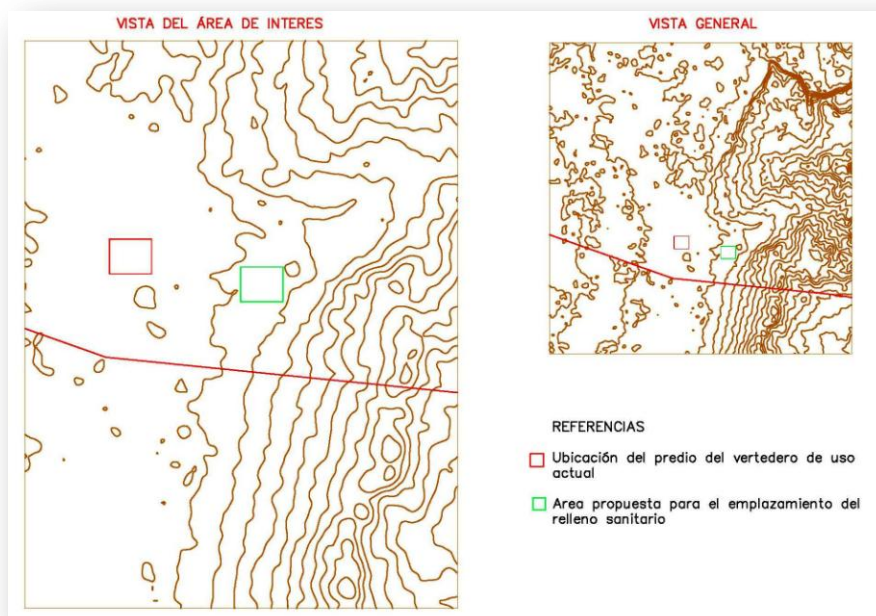 VISTA DEL ÁREA DE INTERES
VISTA GENERAL
REFERENCIAS
Ubicación del predio del vertedero de uso
actual
Area propuesta para el emplazamiento del
relleno sanitario